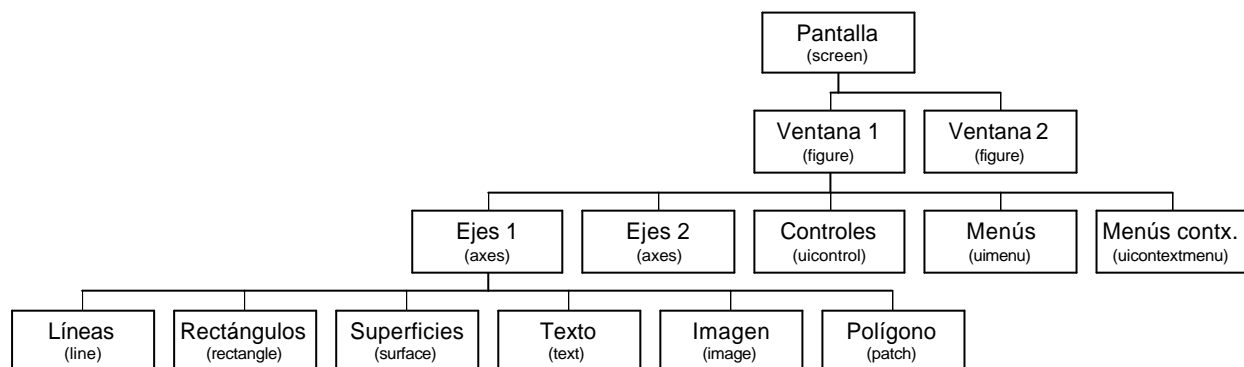 Pantalla
(screen)
Ventana 1
(figure)
Ventana 2
(figure)
Ejes 1
(axes)
Ejes 2
(axes)
Controles
(uicontrol)
Menús
(uimenu)
Menús contx.
(uicontextmenu)
Líneas
(line)
Rectángulos
(rectangle)
Superficies
(surface)
Texto
(text)
Imagen
(image)
Polígono
(patch)